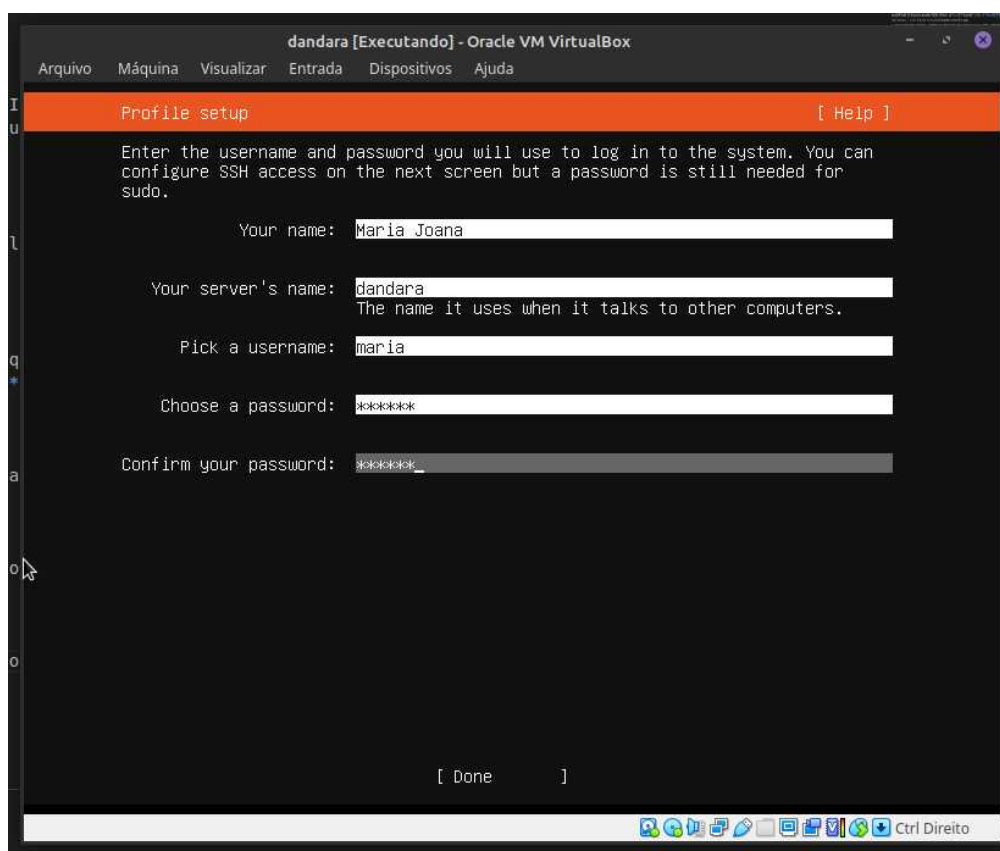 dandara [Executando] - Oracle VM VirtualBox
Arquivo Máquina Visualizar Entrada Dispositivos Ajuda
Profile setup [ Help ]
Enter the username and password you will use to log in to the system. You can
configure SSH access on the next screen but a password is still needed for
sudo.
Your name: Maria Joana
Your server's name: dandara
The name it uses when it talks to other computers.
Pick a username: maria
Choose a password: ******
Confirm your password: ******_
[ Done ]
Ctrl Direito